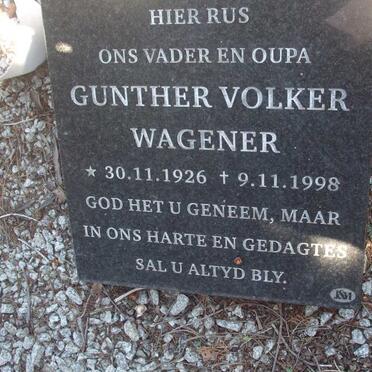 HIER RUS
ONS VADER EN OUPA
GUNTHER VOLKER
WAGENER
★ 30.11.1926 ✝ 9.11.1998
GOD HET U GENEEM, MAAR
IN ONS HARTE EN GEDAGTES
SAL U ALTYD BLY.